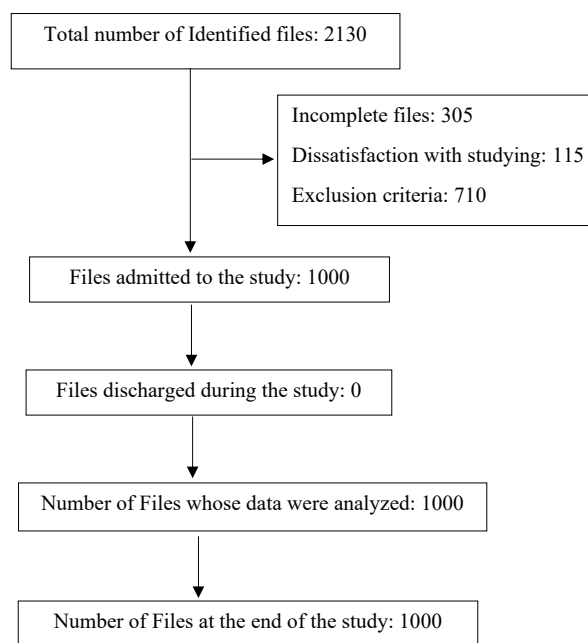 Total number of Identified files: 2130
Incomplete files: 305
Dissatisfaction with studying: 115
Exclusion criteria: 710
Files admitted to the study: 1000
Files discharged during the study: 0
Number of Files whose data were analyzed: 1000
Number of Files at the end of the study: 1000